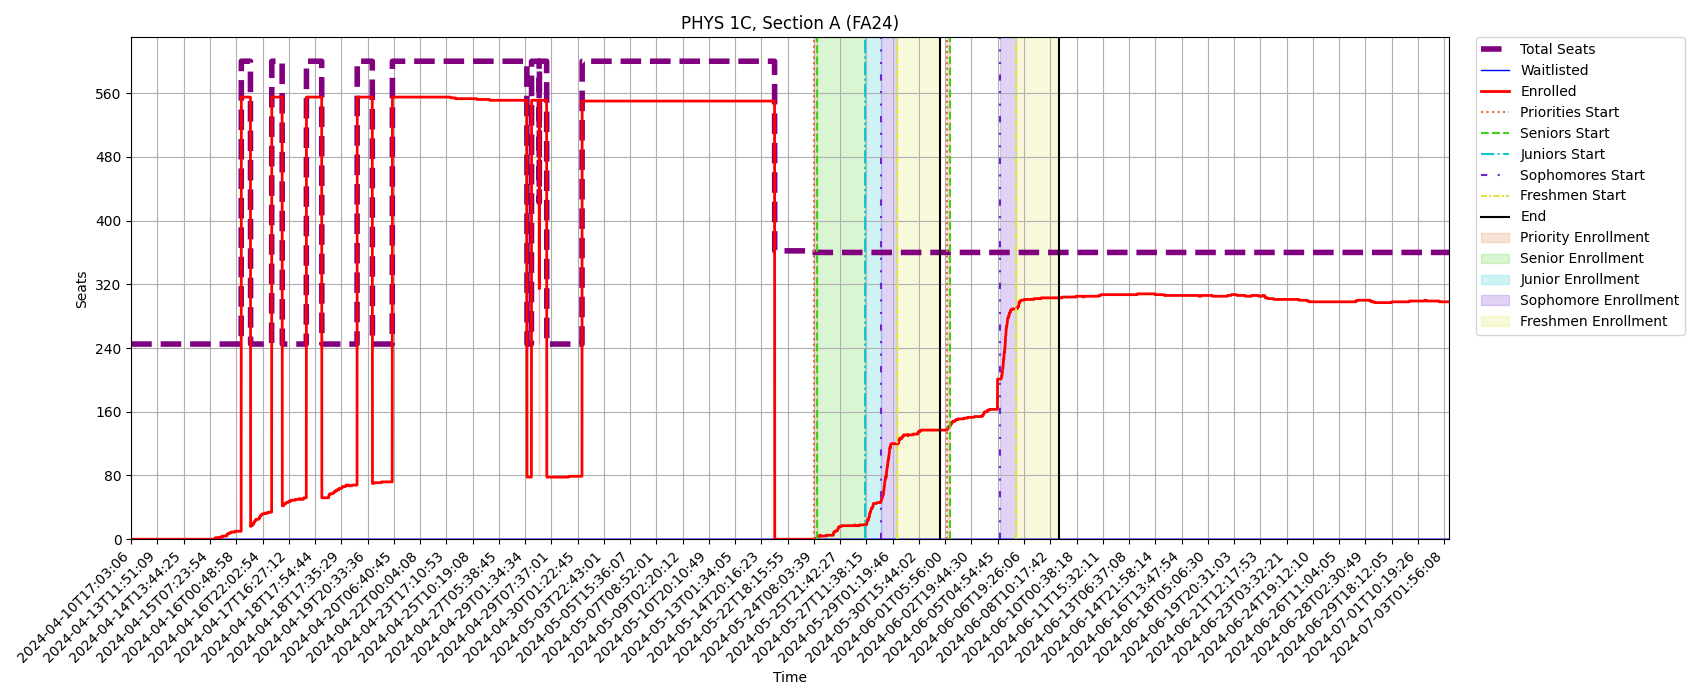 PHYS 1C, Section A (FA24)
Total Seats
Waitlisted
Enrolled
Priorities Start
Seniors Start
Juniors Start
Sophomores Start
Freshmen Start
End
Priority Enrollment
Senior Enrollment
Junior Enrollment
Sophomore Enrollment
Freshmen Enrollment
Seats
560
480
400
320
240
160
80
0
2024-04-10T17:03:06
2024-04-13T11:51:09
2024-04-14T13:44:25
2024-04-15T07:23:54
2024-04-16T00:48:58
2024-04-16T22:02:54
2024-04-17T16:27:12
2024-04-18T17:54:44
2024-04-18T17:35:29
2024-04-19T20:33:36
2024-04-20T06:40:45
2024-04-22T00:04:08
2024-04-23T17:10:53
2024-04-25T10:19:08
2024-04-27T05:38:45
2024-04-29T01:34:34
2024-04-29T07:37:01
2024-04-30T01:22:45
2024-05-03T22:43:01
2024-05-05T15:36:07
2024-05-07T08:52:01
2024-05-09T02:20:12
2024-05-10T20:10:49
2024-05-13T01:34:05
2024-05-14T20:16:23
2024-05-22T18:15:55
2024-05-24T08:03:39
2024-05-25T21:42:27
2024-05-27T11:38:15
2024-05-29T01:19:46
2024-05-30T15:44:02
2024-06-01T05:56:00
2024-06-02T19:44:30
2024-06-05T04:54:45
2024-06-06T19:26:08
2024-06-08T10:17:42
2024-06-10T00:38:18
2024-06-11T15:32:11
2024-06-13T06:37:08
2024-06-14T21:58:14
2024-06-16T13:47:54
2024-06-18T05:06:30
2024-06-19T20:31:03
2024-06-21T12:17:53
2024-06-23T03:32:21
2024-06-24T19:12:10
2024-06-26T11:04:05
2024-06-28T02:30:49
2024-06-29T18:12:05
2024-07-01T10:19:26
2024-07-03T01:56:08
Time